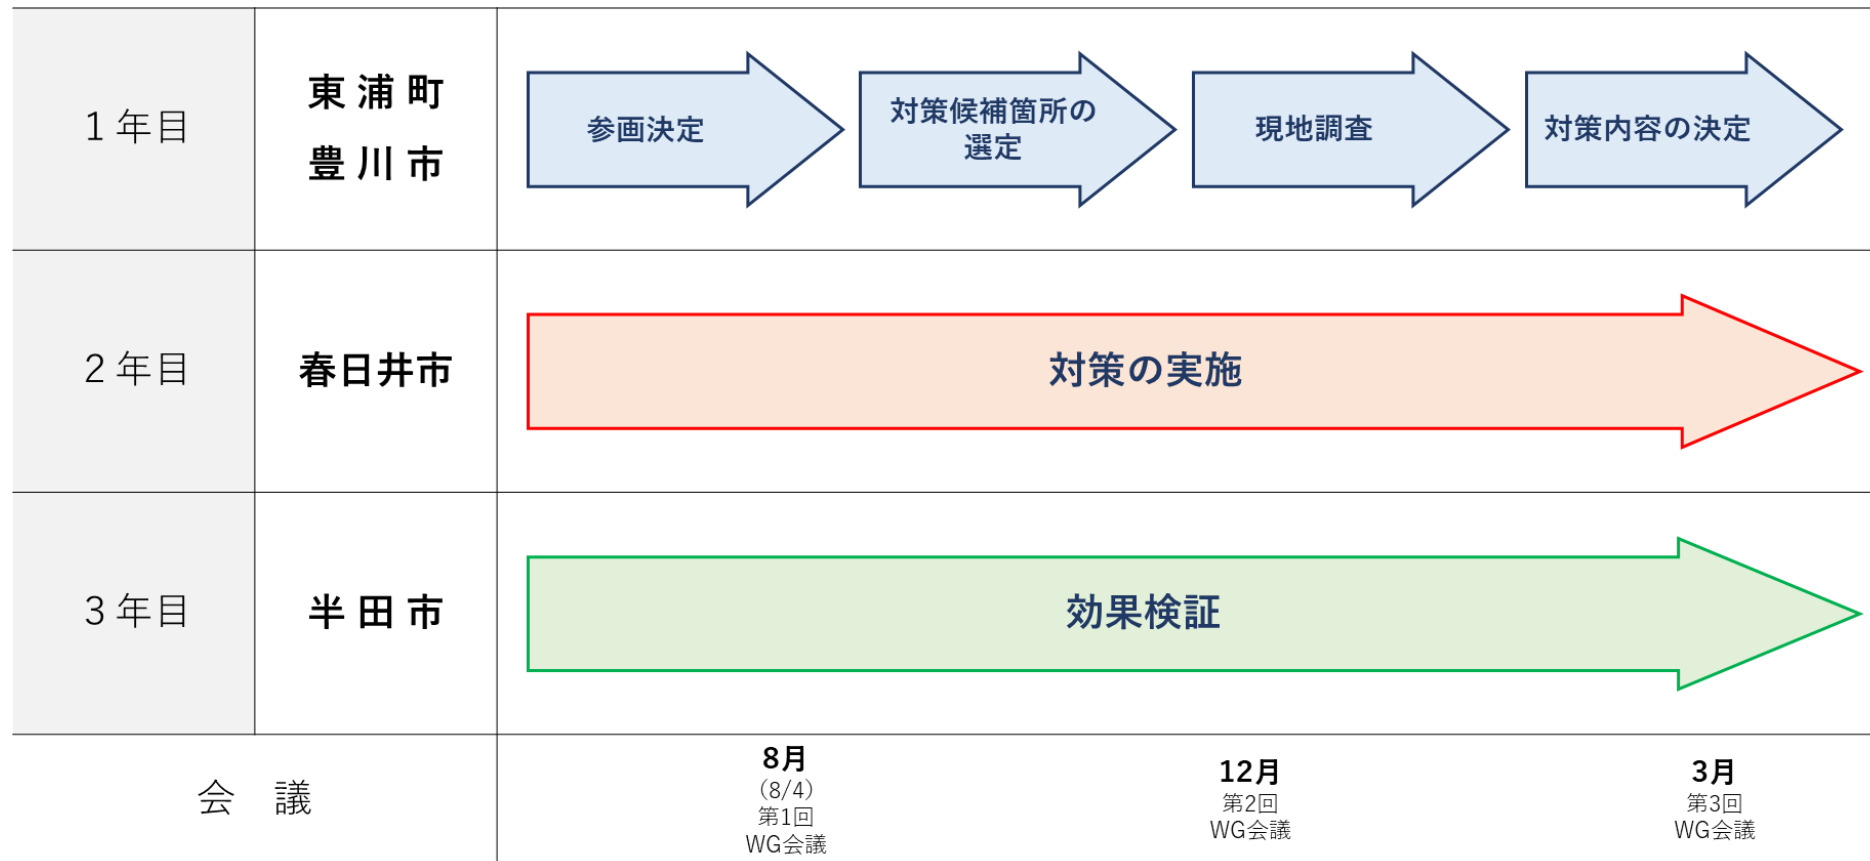 1年目
東浦町
豊川市
参画決定
対策候補箇所の
選定
現地調査
対策内容の決定
2年目
春日井市
対策の実施
3年目
半田市
効果検証
会　議
8月
（8/4）
第1回
WG会議
12月
第2回
WG会議
3月
第3回
WG会議